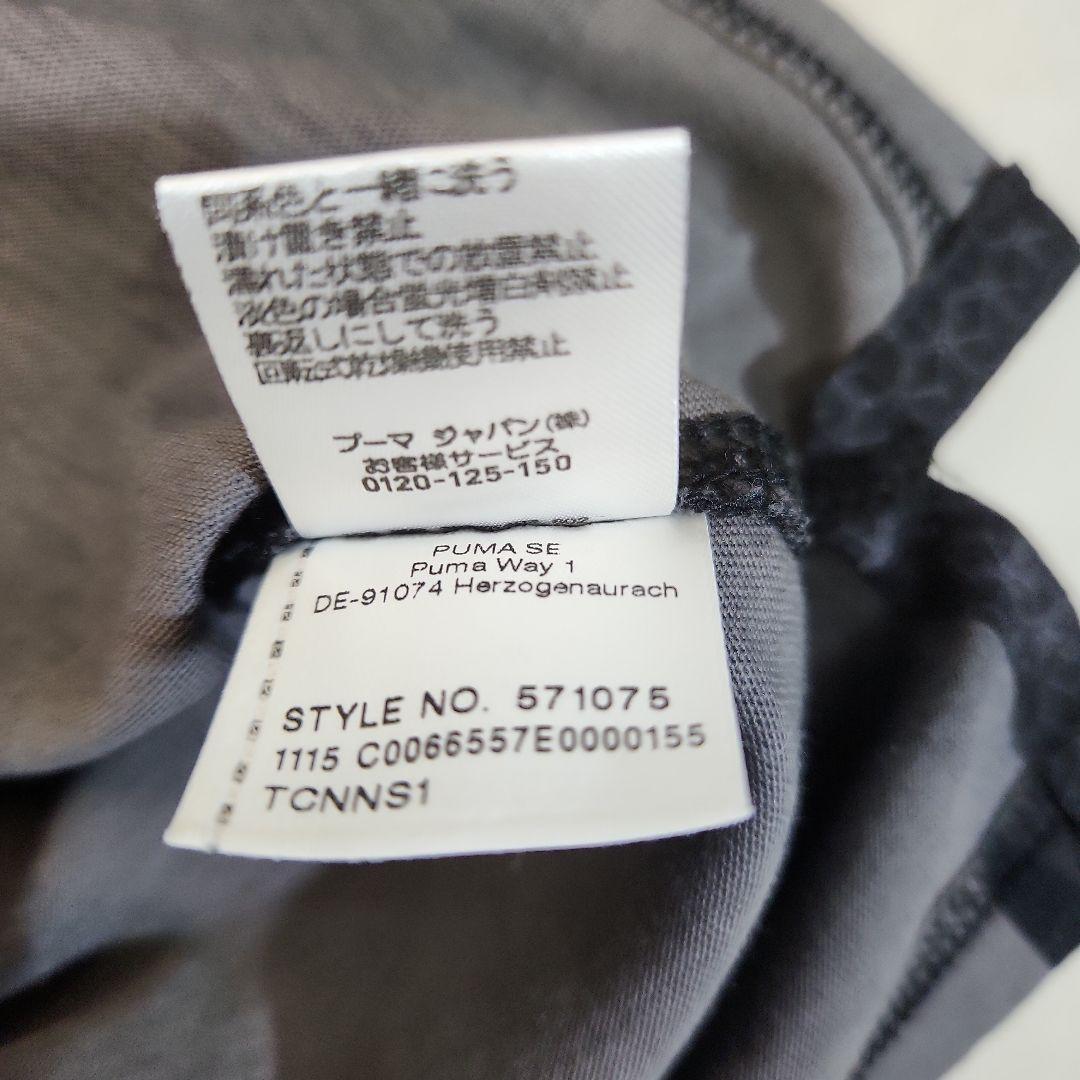 同系色と一緒に洗う
漬け置き禁止
濡れた状態での放置禁止
淡色の場合蛍光増白剤禁止
裏返しにして洗う
回転式乾燥機使用禁止
プーマ ジャパン(株)
お客様サービス
0120-125-150
PUMA SE
Puma Way 1
DE-91074 Herzogenaurach
STYLE NO. 571075
1115 C0066557E0000155
TCNNS1